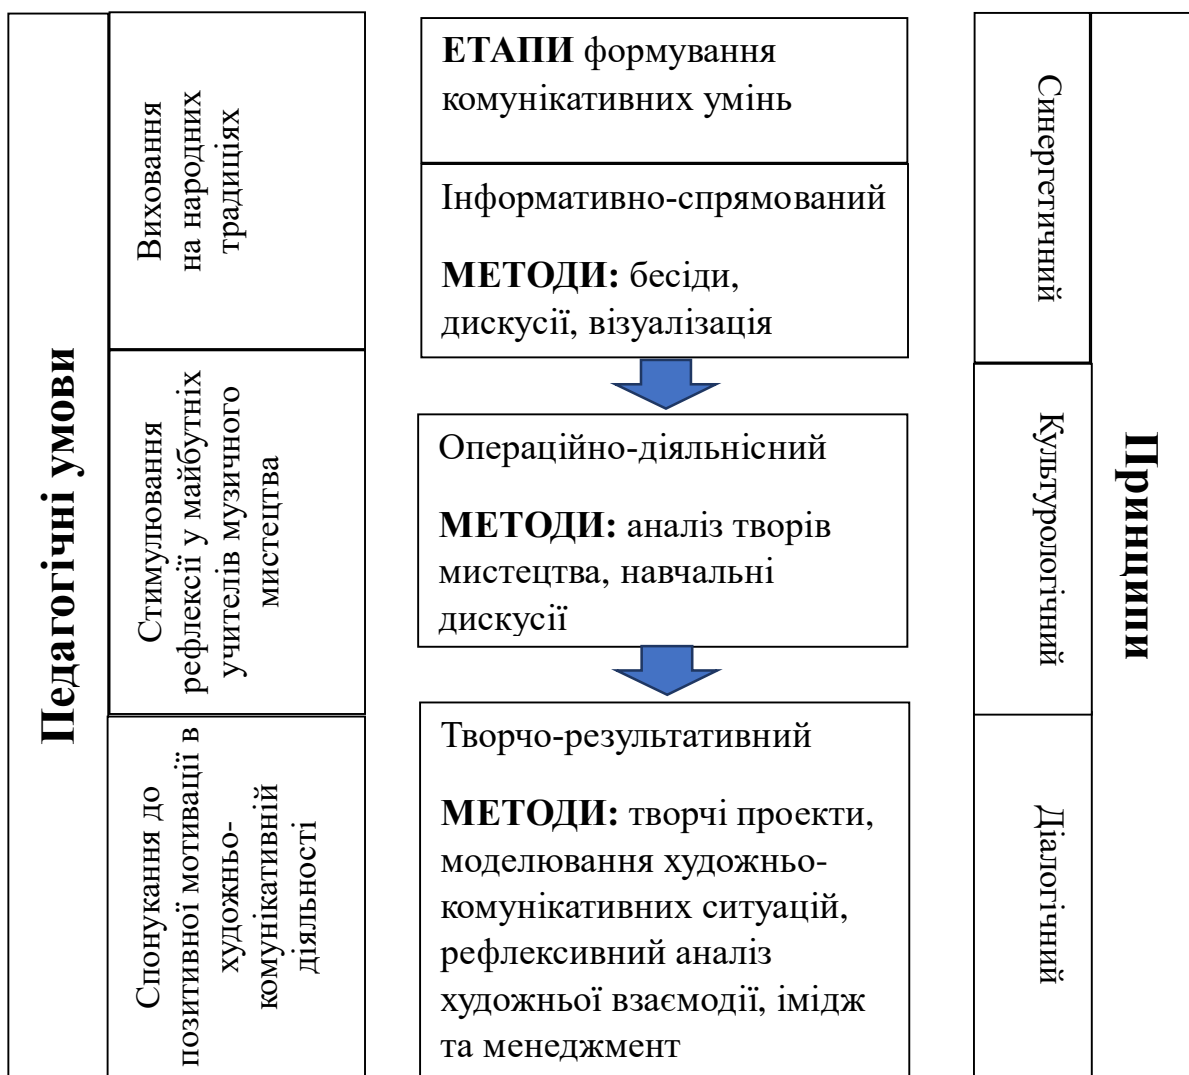 Педагогічні умови
Виховання
на народних
традиціях
Стимулювання
рефлексії у майбутніх
учителів музичного
мистецтва
Спонукання до
позитивної мотивації в
художньо-
комунікативній
діяльності
ЕТАПИ формування
комунікативних умінь
Інформативно-спрямований
МЕТОДИ: бесіди,
дискусії, візуалізація
Операційно-діяльнісний
МЕТОДИ: аналіз творів
мистецтва, навчальні
дискусії
Творчо-результативний
МЕТОДИ: творчі проекти,
моделювання художньо-
комунікативних ситуацій,
рефлексивний аналіз
художньої взаємодії, імідж
та менеджмент
Синергетичний
Культурологічний
Діалогічний
Принципи